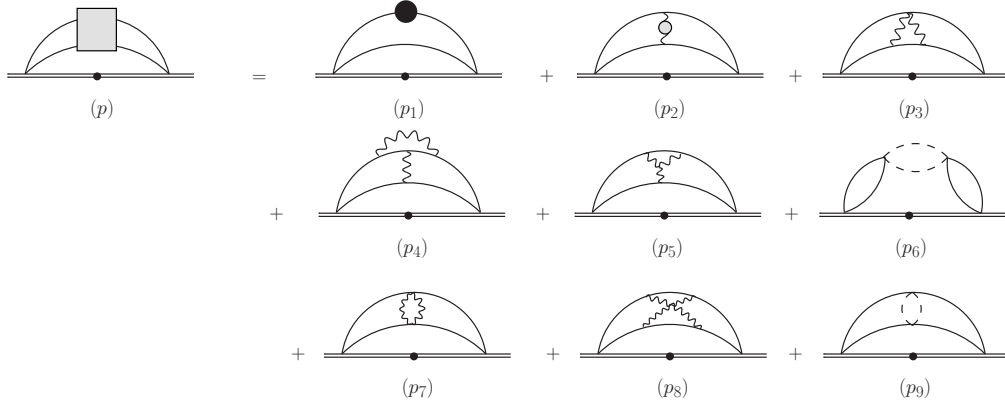 (p) = (p₁) + (p₂) + (p₃)
+ (p₄) + (p₅) + (p₆)
+ (p₇) + (p₈) + (p₉)